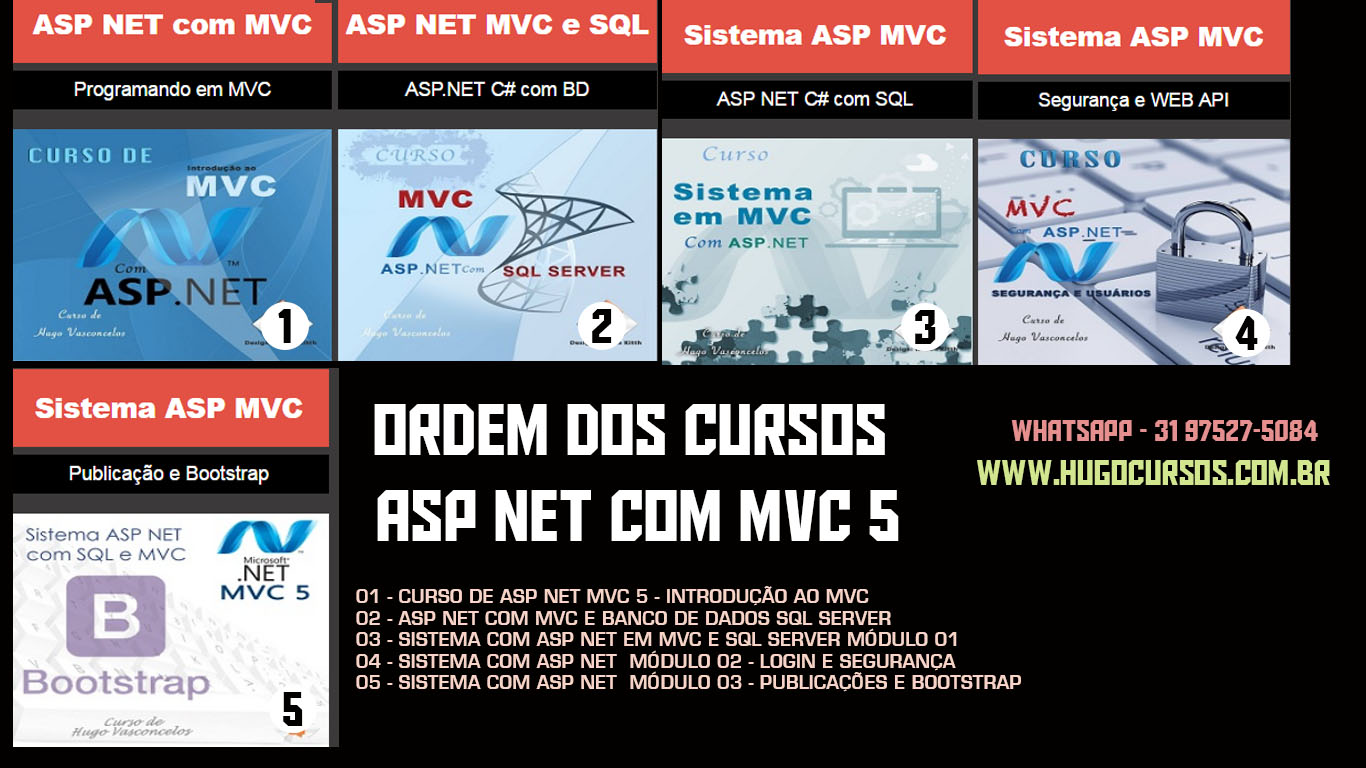 ASP NET com MVC
Programando em MVC
CURSO DE
Introdução ao
MVC
Com
ASP.NET
Curso de
Hugo Vasconcelos
1
ASP NET MVC e SQL
ASP.NET C# com BD
CURSO
MVC
ASP.NET Com
SQL SERVER
Curso de
Hugo Vasconcelos
2
Sistema ASP MVC
ASP NET C# com SQL
Curso
Sistema
em MVC
Com ASP.NET
Curso de
Hugo Vasconcelos
3
Sistema ASP MVC
Segurança e WEB API
CURSO
MVC
Com ASP.NET
SEGURANÇA E USUÁRIOS
Curso de
Hugo Vasconcelos
4
Sistema ASP MVC
Publicação e Bootstrap
Sistema ASP NET
com SQL e MVC
Microsoft®
.NET
MVC 5
B
Bootstrap
Curso de
Hugo Vasconcelos
5
ORDEM DOS CURSOS
ASP NET COM MVC 5
WHATSAPP - 31 97527-5084
WWW.HUGOCURSOS.COM.BR
01 - CURSO DE ASP NET MVC 5 - INTRODUÇÃO AO MVC
02 - ASP NET COM MVC E BANCO DE DADOS SQL SERVER
03 - SISTEMA COM ASP NET EM MVC E SQL SERVER MÓDULO 01
04 - SISTEMA COM ASP NET MÓDULO 02 - LOGIN E SEGURANÇA
05 - SISTEMA COM ASP NET MÓDULO 03 - PUBLICAÇÕES E BOOTSTRAP